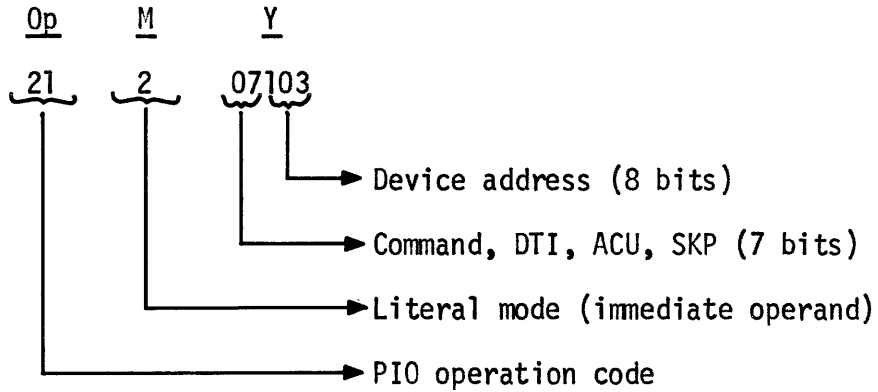 Op M Y
21 2 07103
Device address (8 bits)
Command, DTI, ACU, SKP (7 bits)
Literal mode (immediate operand)
PIO operation code